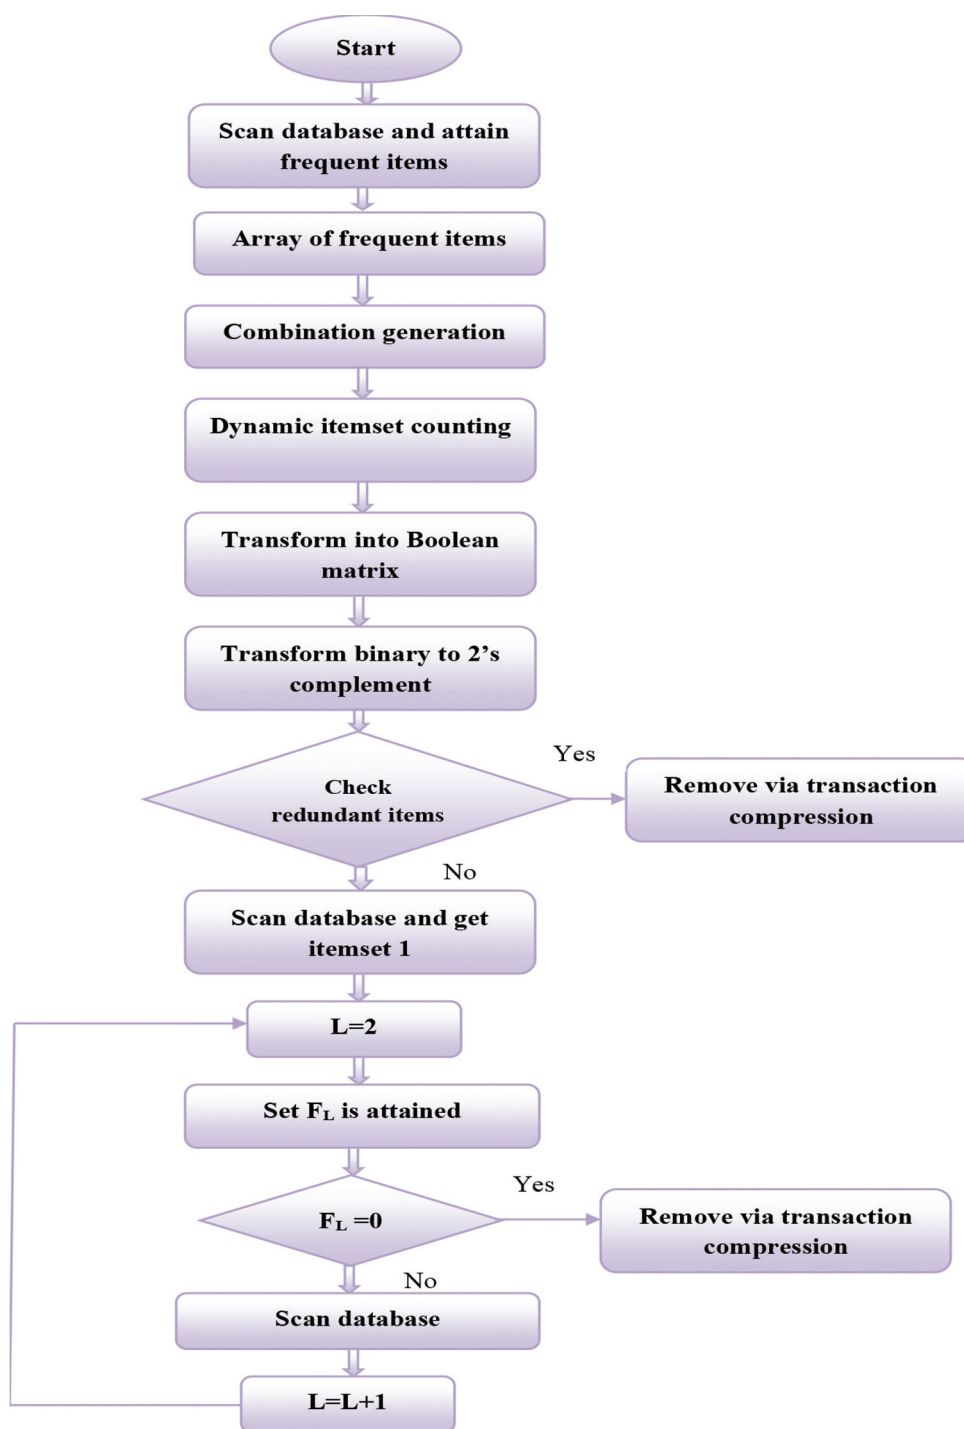 Start
Scan database and attain
frequent items
Array of frequent items
Combination generation
Dynamic itemset counting
Transform into Boolean
matrix
Transform binary to 2’s
complement
Check
redundant items
Yes
Remove via transaction
compression
No
Scan database and get
itemset 1
L=2
Set F_L is attained
F_L =0
Yes
Remove via transaction
compression
No
Scan database
L=L+1